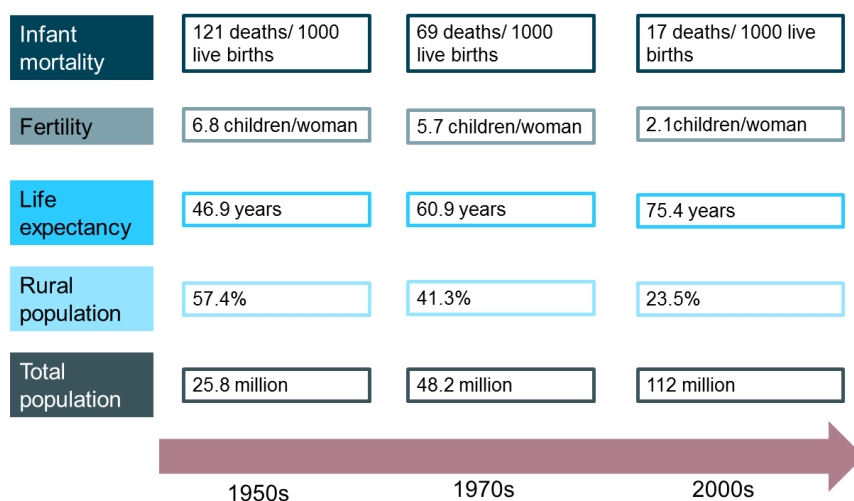 Infant
mortality
121 deaths/ 1000
live births
69 deaths/ 1000
live births
17 deaths/ 1000 live
births
Fertility
6.8 children/woman
5.7 children/woman
2.1children/woman
Life
expectancy
46.9 years
60.9 years
75.4 years
Rural
population
57.4%
41.3%
23.5%
Total
population
25.8 million
48.2 million
112 million
1950s
1970s
2000s